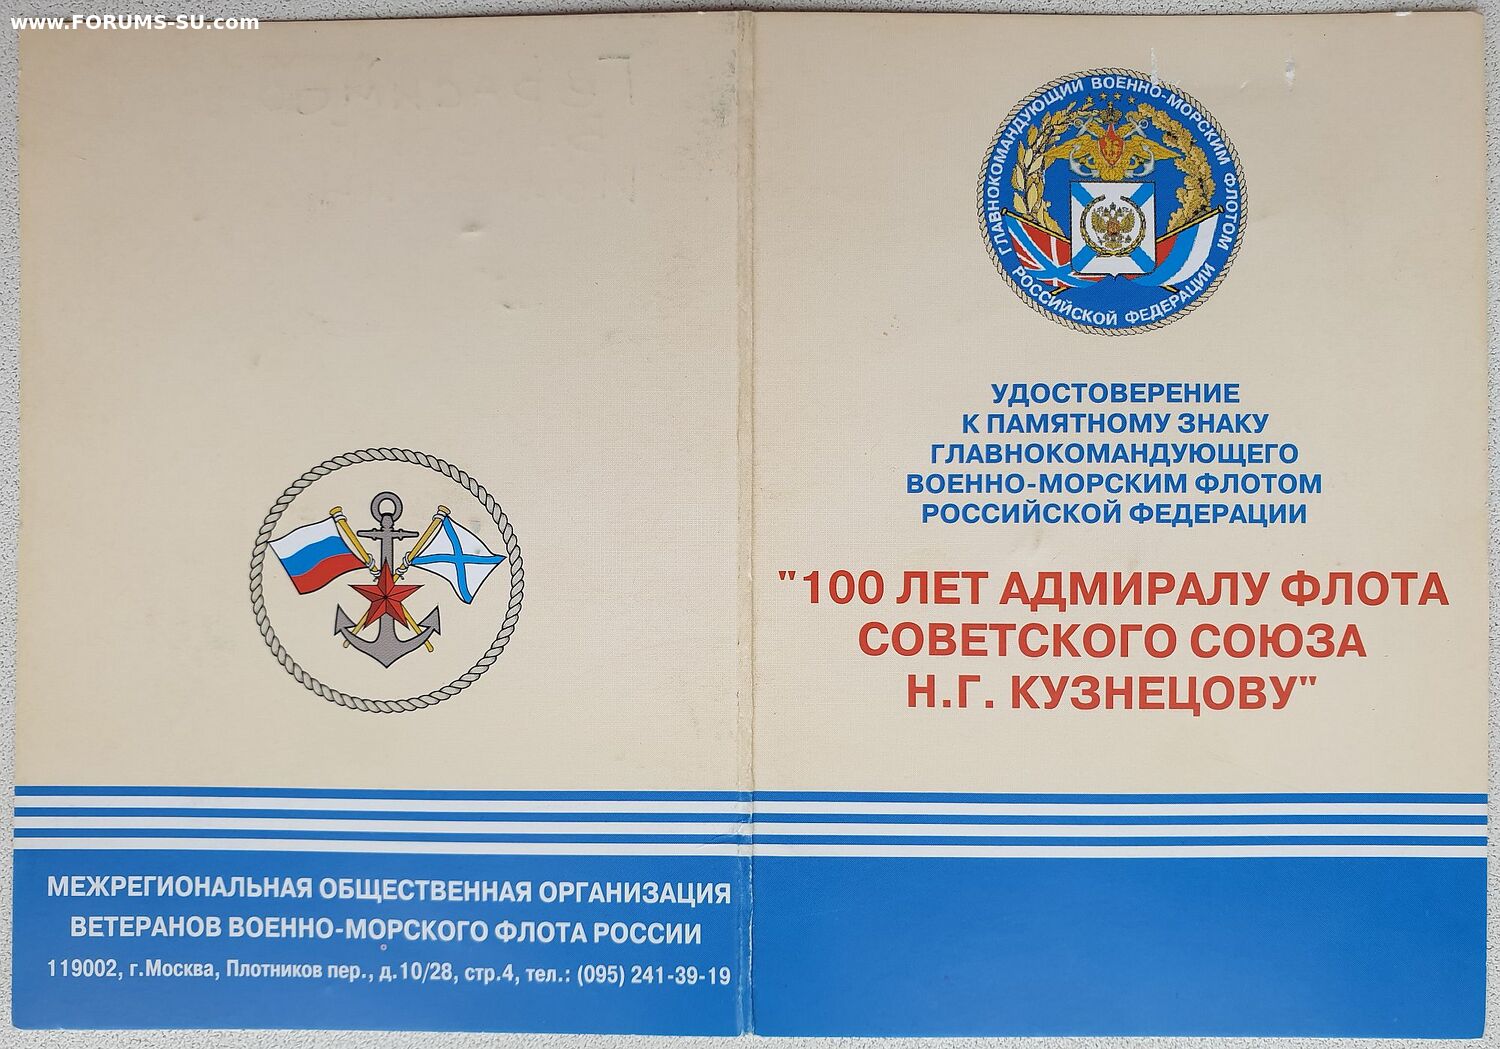 www.FORUMS-SU.com
ГЛАВНОКОМАНДУЮЩИЙ ВОЕННО-МОРСКИМ ФЛОТОМ
РОССИЙСКОЙ ФЕДЕРАЦИИ
УДОСТОВЕРЕНИЕ
К ПАМЯТНОМУ ЗНАКУ
ГЛАВНОКОМАНДУЮЩЕГО
ВОЕННО-МОРСКИМ ФЛОТОМ
РОССИЙСКОЙ ФЕДЕРАЦИИ
"100 ЛЕТ АДМИРАЛУ ФЛОТА
СОВЕТСКОГО СОЮЗА
Н.Г. КУЗНЕЦОВУ"
МЕЖРЕГИОНАЛЬНАЯ ОБЩЕСТВЕННАЯ ОРГАНИЗАЦИЯ
ВЕТЕРАНОВ ВОЕННО-МОРСКОГО ФЛОТА РОССИИ
119002, г.Москва, Плотников пер., д.10/28, стр.4, тел.: (095) 241-39-19